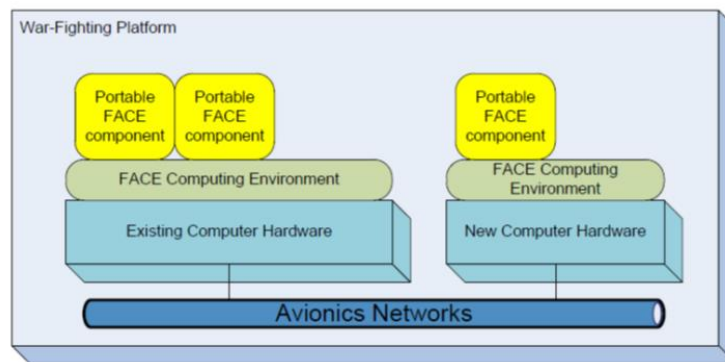 War-Fighting Platform
Portable
FACE
component
Portable
FACE
component
Portable
FACE
component
FACE Computing Environment
FACE Computing
Environment
Existing Computer Hardware
New Computer Hardware
Avionics Networks